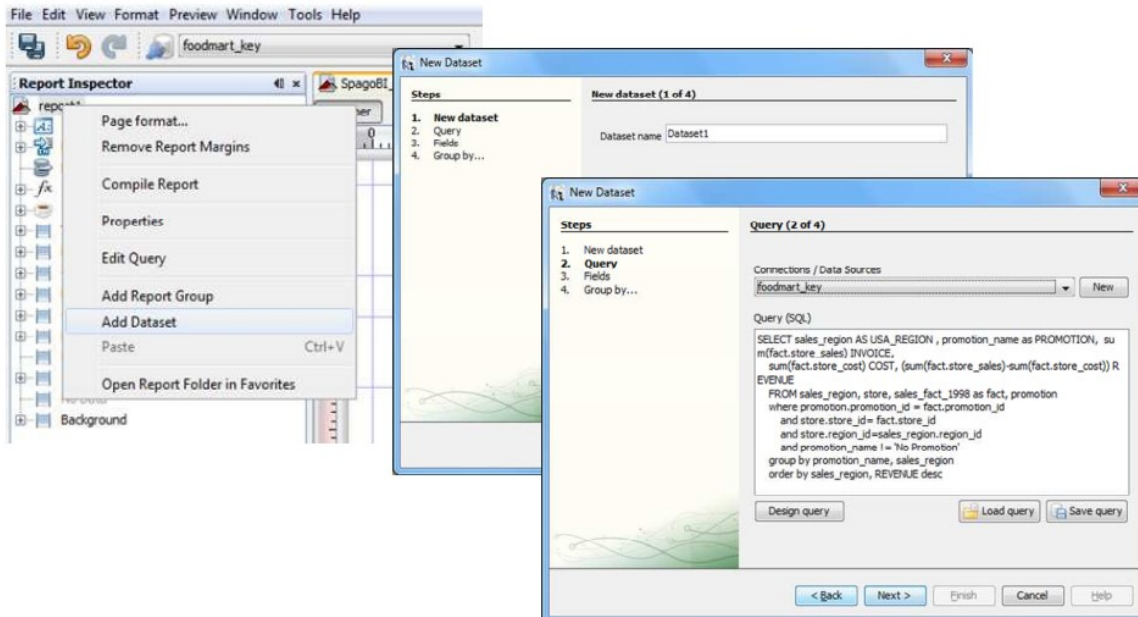 File Edit View Format Preview Window Tools Help
foodmart_key
Report Inspector
SpagoBI_
report1
Page format...
Remove Report Margins
Compile Report
Properties
Edit Query
Add Report Group
Add Dataset
Paste Ctrl+V
Open Report Folder in Favorites
Background
0
New Dataset
Steps
1. New dataset
2. Query
3. Fields
4. Group by...
New dataset (1 of 4)
Dataset name Dataset1
New Dataset
Steps
1. New dataset
2. Query
3. Fields
4. Group by...
Query (2 of 4)
Connections / Data Sources
foodmart_key
New
Query (SQL)
SELECT sales_region AS USA_REGION , promotion_name as PROMOTION, su
m(fact.store_sales) INVOICE,
sum(fact.store_cost) COST, (sum(fact.store_sales)-sum(fact.store_cost)) R
EVENUE
FROM sales_region, store, sales_fact_1998 as fact, promotion
where promotion.promotion_id = fact.promotion_id
and store.store_id= fact.store_id
and store.region_id=sales_region.region_id
and promotion_name != 'No Promotion'
group by promotion_name, sales_region
order by sales_region, REVENUE desc
Design query
Load query
Save query
< Back
Next >
Finish
Cancel
Help